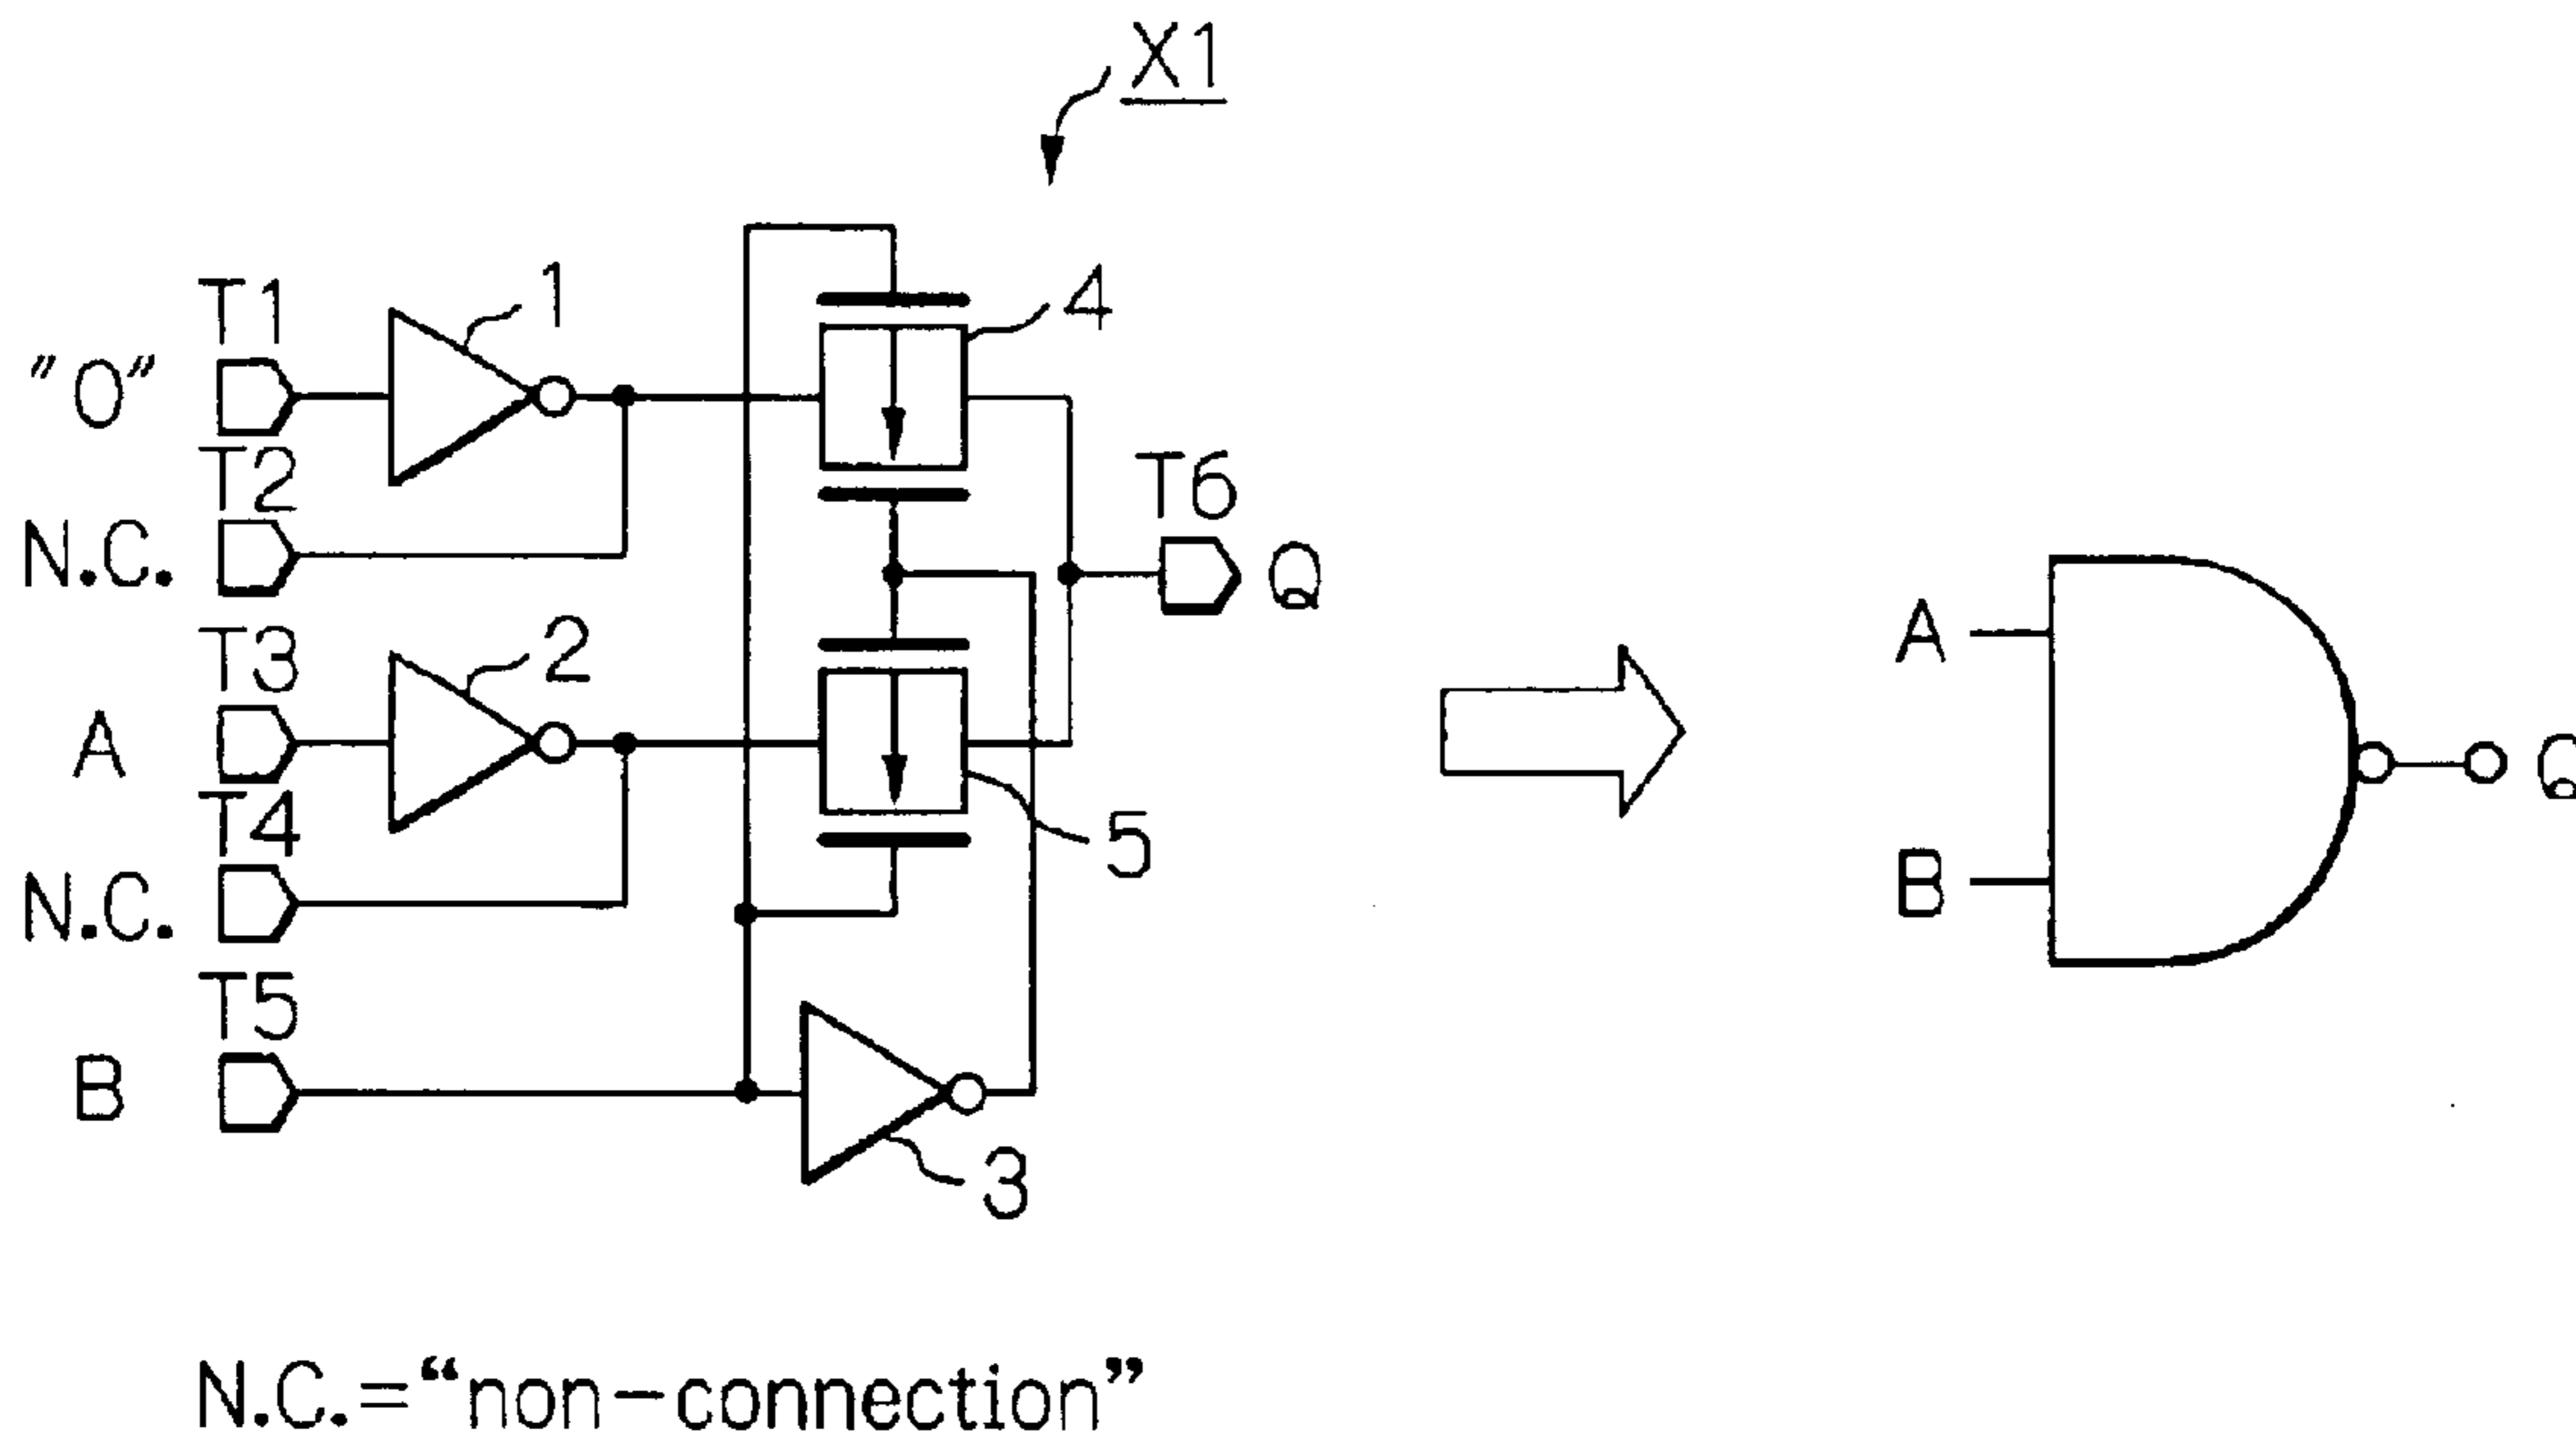 X1
T1
1
4
"0"
T2
T6
N.C.
Q
T3
2
A
A
T4
5
Q
N.C.
B
T5
B
3
N.C.="non-connection"